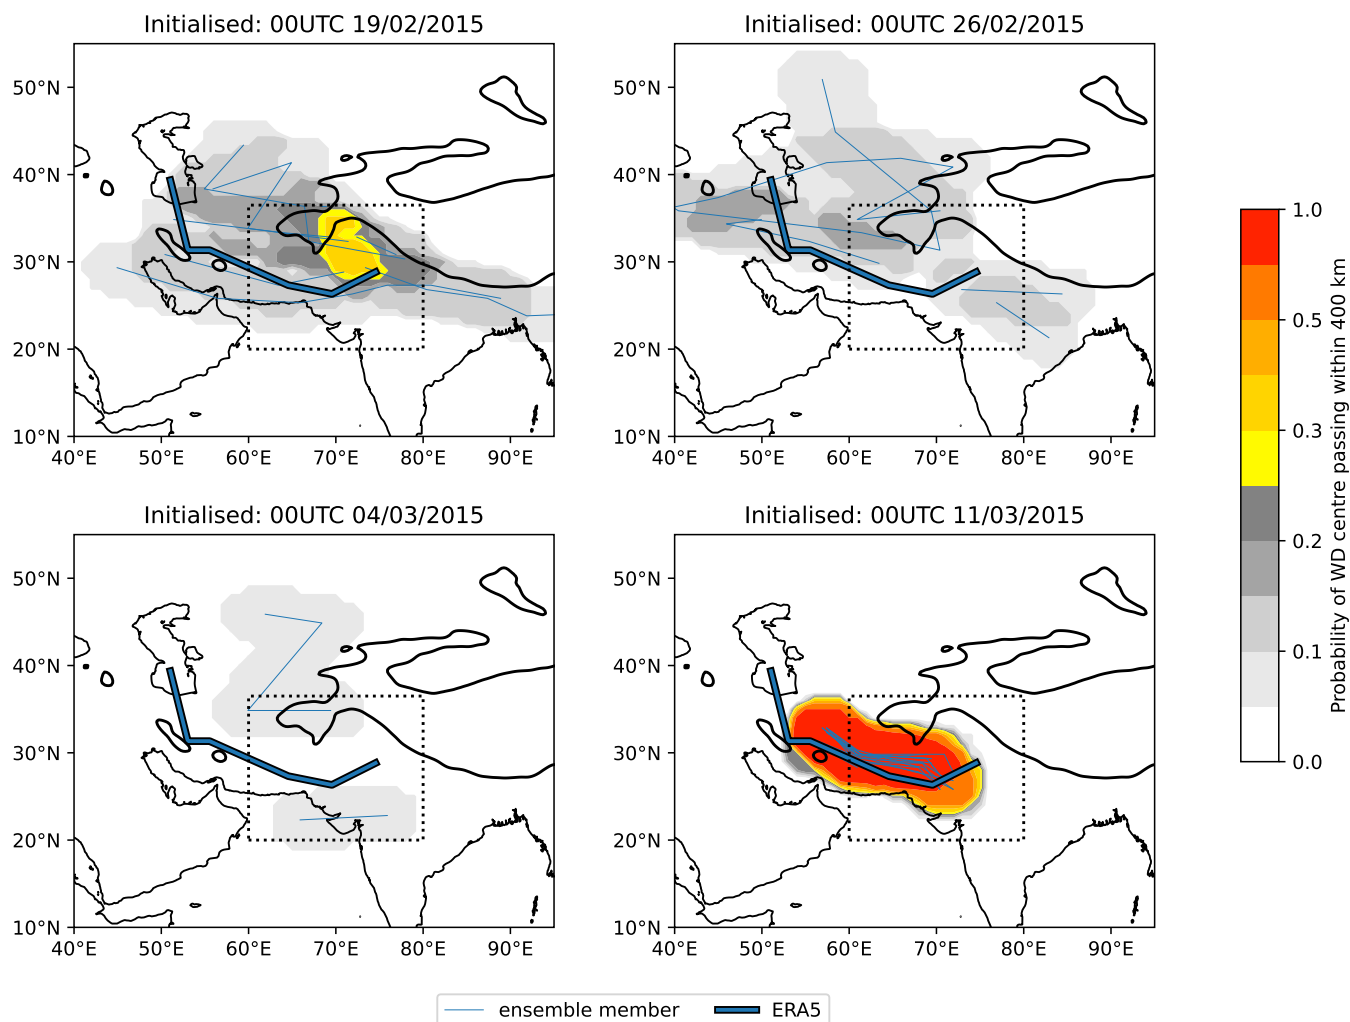 Initialised: 00UTC 19/02/2015
Initialised: 00UTC 26/02/2015
50°N
40°N
30°N
20°N
10°N
40°E 50°E 60°E 70°E 80°E 90°E
50°N
40°N
30°N
20°N
10°N
40°E 50°E 60°E 70°E 80°E 90°E
Initialised: 00UTC 04/03/2015
Initialised: 00UTC 11/03/2015
50°N
40°N
30°N
20°N
10°N
40°E 50°E 60°E 70°E 80°E 90°E
50°N
40°N
30°N
20°N
10°N
40°E 50°E 60°E 70°E 80°E 90°E
1.0
0.5
0.3
0.2
0.1
0.0
Probability of WD centre passing within 400 km
ensemble member
ERA5